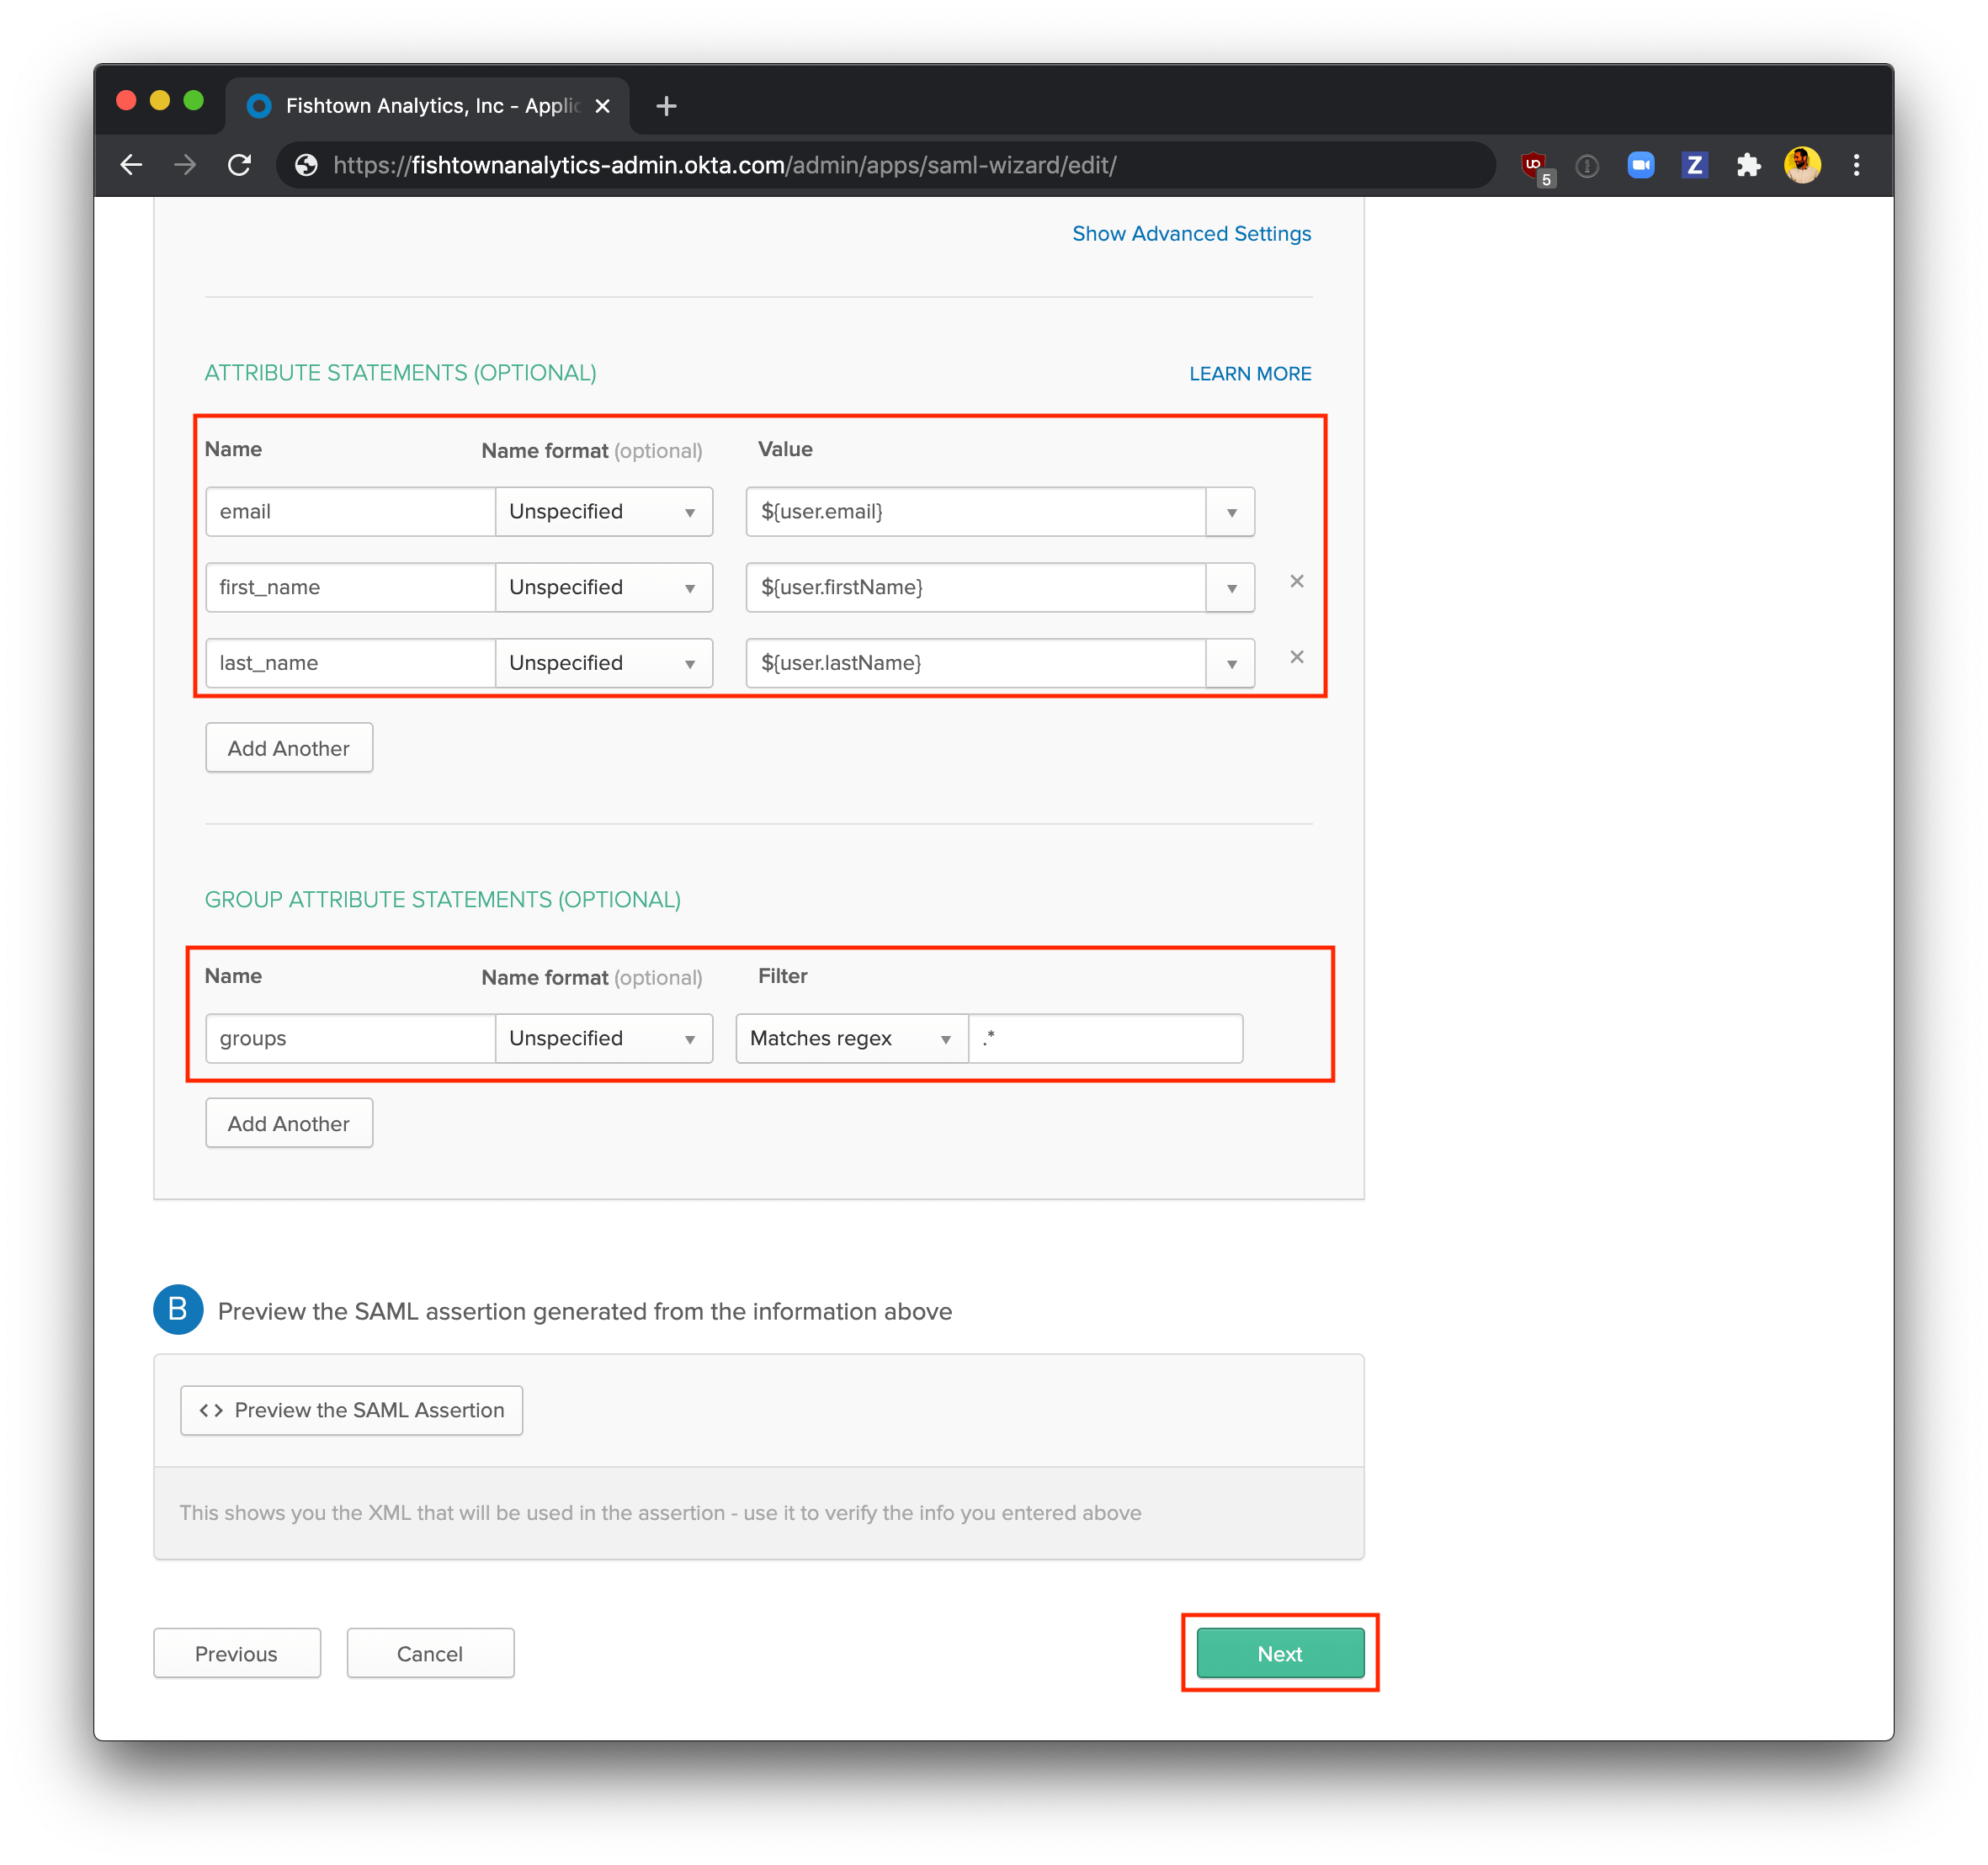 Fishtown Analytics, Inc - Applic
https://fishtownanalytics-admin.okta.com/admin/apps/saml-wizard/edit/
UD
5
Z
Show Advanced Settings
ATTRIBUTE STATEMENTS (OPTIONAL) LEARN MORE
Name Name format (optional) Value
email Unspecified ${user.email}
first_name Unspecified ${user.firstName}
last_name Unspecified ${user.lastName}
Add Another
GROUP ATTRIBUTE STATEMENTS (OPTIONAL)
Name Name format (optional) Filter
groups Unspecified Matches regex .*
Add Another
B Preview the SAML assertion generated from the information above
<> Preview the SAML Assertion
This shows you the XML that will be used in the assertion - use it to verify the info you entered above
Previous Cancel Next